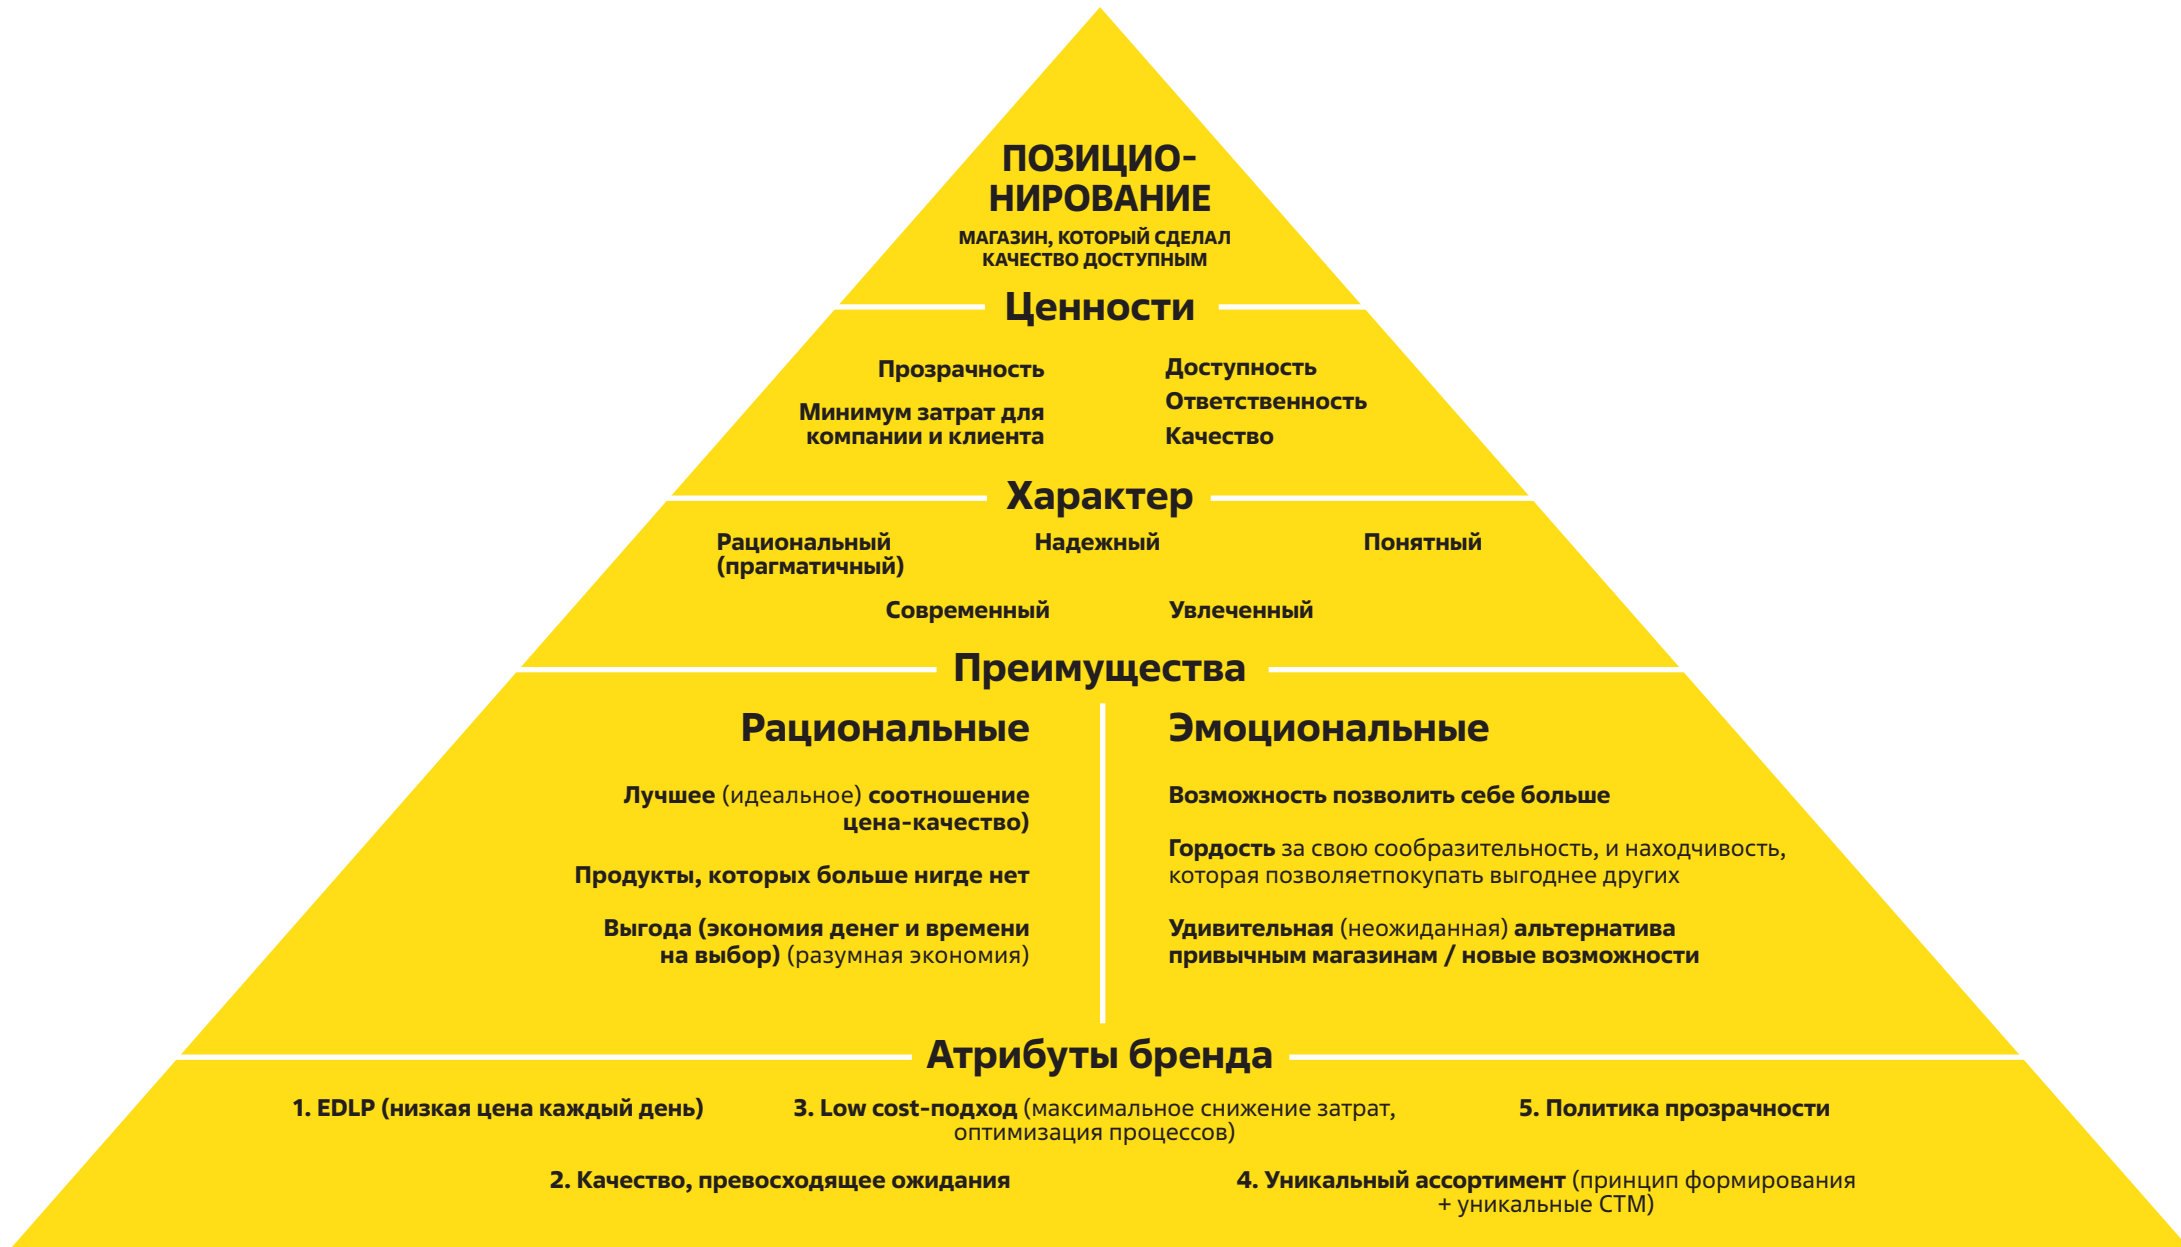 ПОЗИЦИО-
НИРОВАНИЕ
МАГАЗИН, КОТОРЫЙ СДЕЛАЛ
КАЧЕСТВО ДОСТУПНЫМ
Ценности
Прозрачность
Минимум затрат для
компании и клиента
Доступность
Ответственность
Качество
Характер
Рациональный
(прагматичный)
Надежный
Понятный
Современный
Увлеченный
Преимущества
Рациональные
Лучшее (идеальное) соотношение
цена-качество)
Продукты, которых больше нигде нет
Выгода (экономия денег и времени
на выбор) (разумная экономия)
Эмоциональные
Возможность позволить себе больше
Гордость за свою сообразительность, и находчивость,
которая позволяетпокупать выгоднее других
Удивительная (неожиданная) альтернатива
привычным магазинам / новые возможности
Атрибуты бренда
1. EDLP (низкая цена каждый день)
2. Качество, превосходящее ожидания
3. Low cost-подход (максимальное снижение затрат,
оптимизация процессов)
4. Уникальный ассортимент (принцип формирования
+ уникальные СТМ)
5. Политика прозрачности